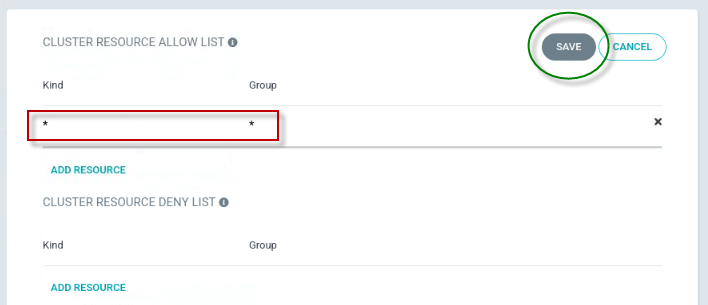 CLUSTER RESOURCE ALLOW LIST
SAVE
CANCEL
Kind Group
* *
ADD RESOURCE
CLUSTER RESOURCE DENY LIST
Kind Group
ADD RESOURCE